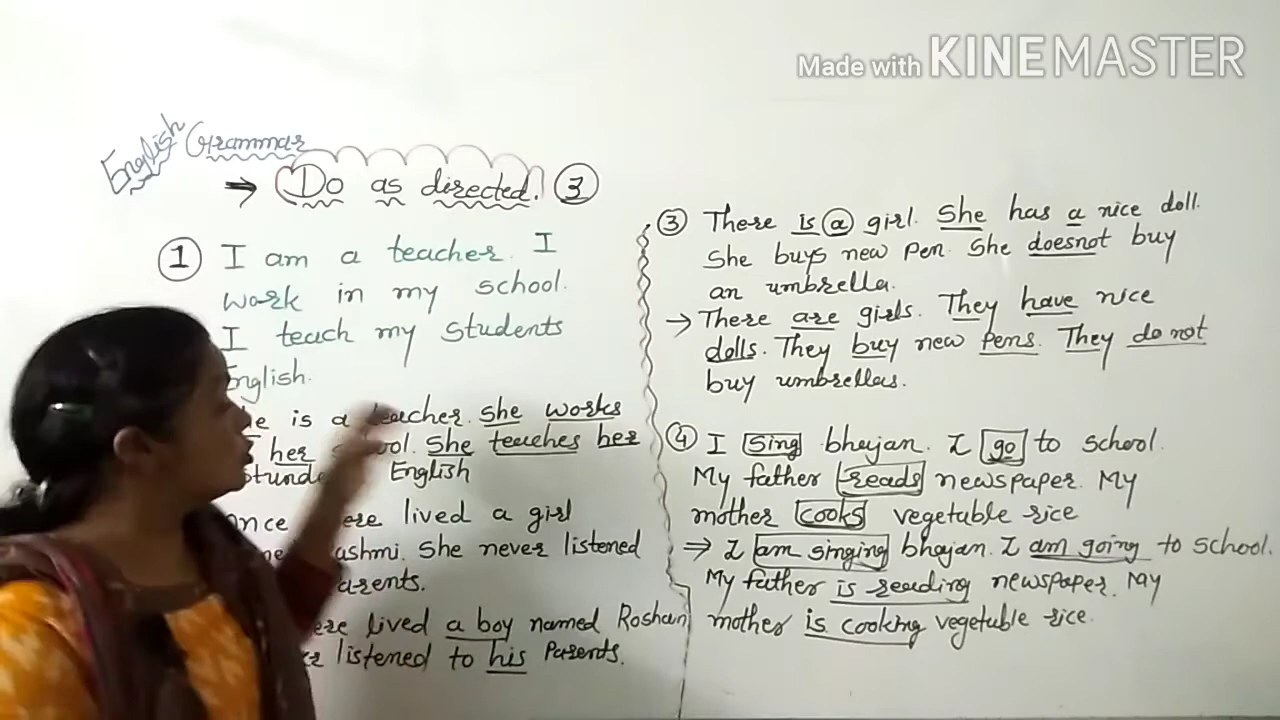 Made with KINEMASTER
English Grammar
→ Do as directed. 3
1 I am a teacher. I
work in my school.
I teach my students
English.
is a teacher. She works
her school. She teaches her
English
lived a girl
She never listened
lived a boy named Roshan
listened to his Parents.
3 There is a girl. She has a nice doll.
She buys new pen. She doesnot buy
an umbrella.
→ There are girls. They have nice
dolls. They buy new pens. They do not
buy umbrellas.
4 I sing bhajan. I go to school.
My father reads newspaper. My
mother cooks vegetable rice
⇒ I am singing bhajan. I am going to school.
My father is reading newspaper. My
mother is cooking vegetable rice.